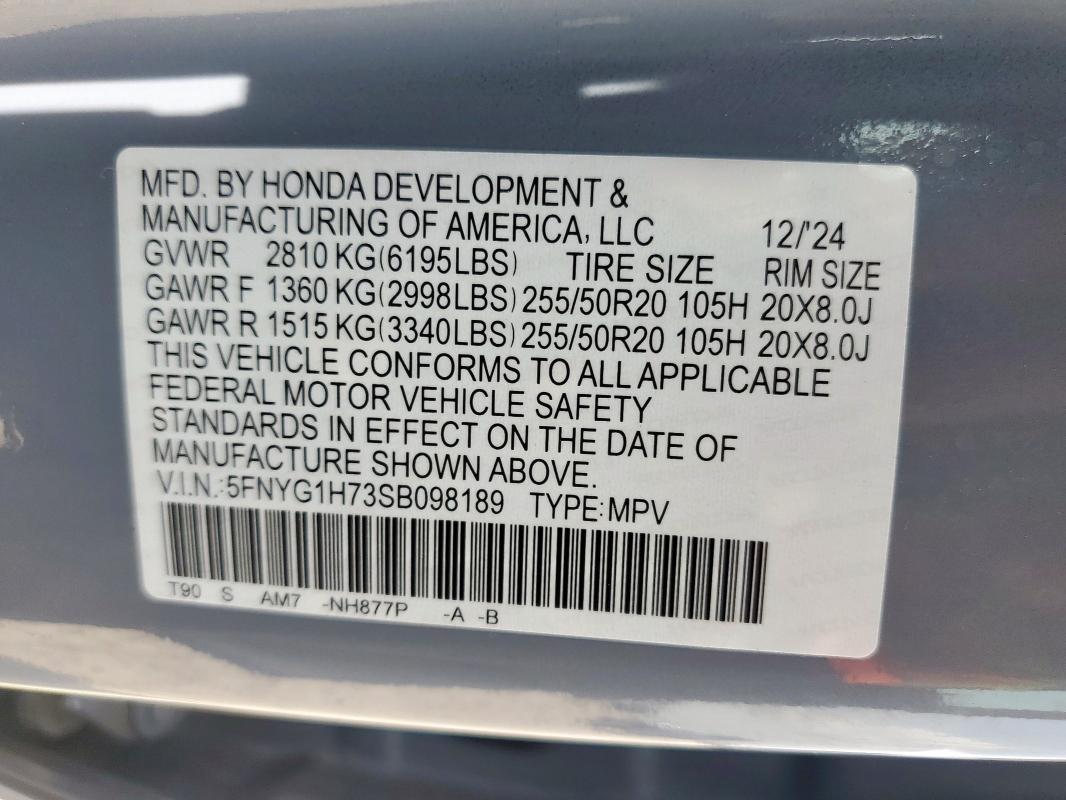 MFD. BY HONDA DEVELOPMENT &
MANUFACTURING OF AMERICA, LLC 12/'24
GVWR 2810 KG(6195LBS) TIRE SIZE RIM SIZE
GAWR F 1360 KG(2998LBS) 255/50R20 105H 20X8.0J
GAWR R 1515 KG(3340LBS) 255/50R20 105H 20X8.0J
THIS VEHICLE CONFORMS TO ALL APPLICABLE
FEDERAL MOTOR VEHICLE SAFETY
STANDARDS IN EFFECT ON THE DATE OF
MANUFACTURE SHOWN ABOVE.
V.I.N.:5FNYG1H73SB098189 TYPE:MPV
T90 S AM7 -NH877P -A -B